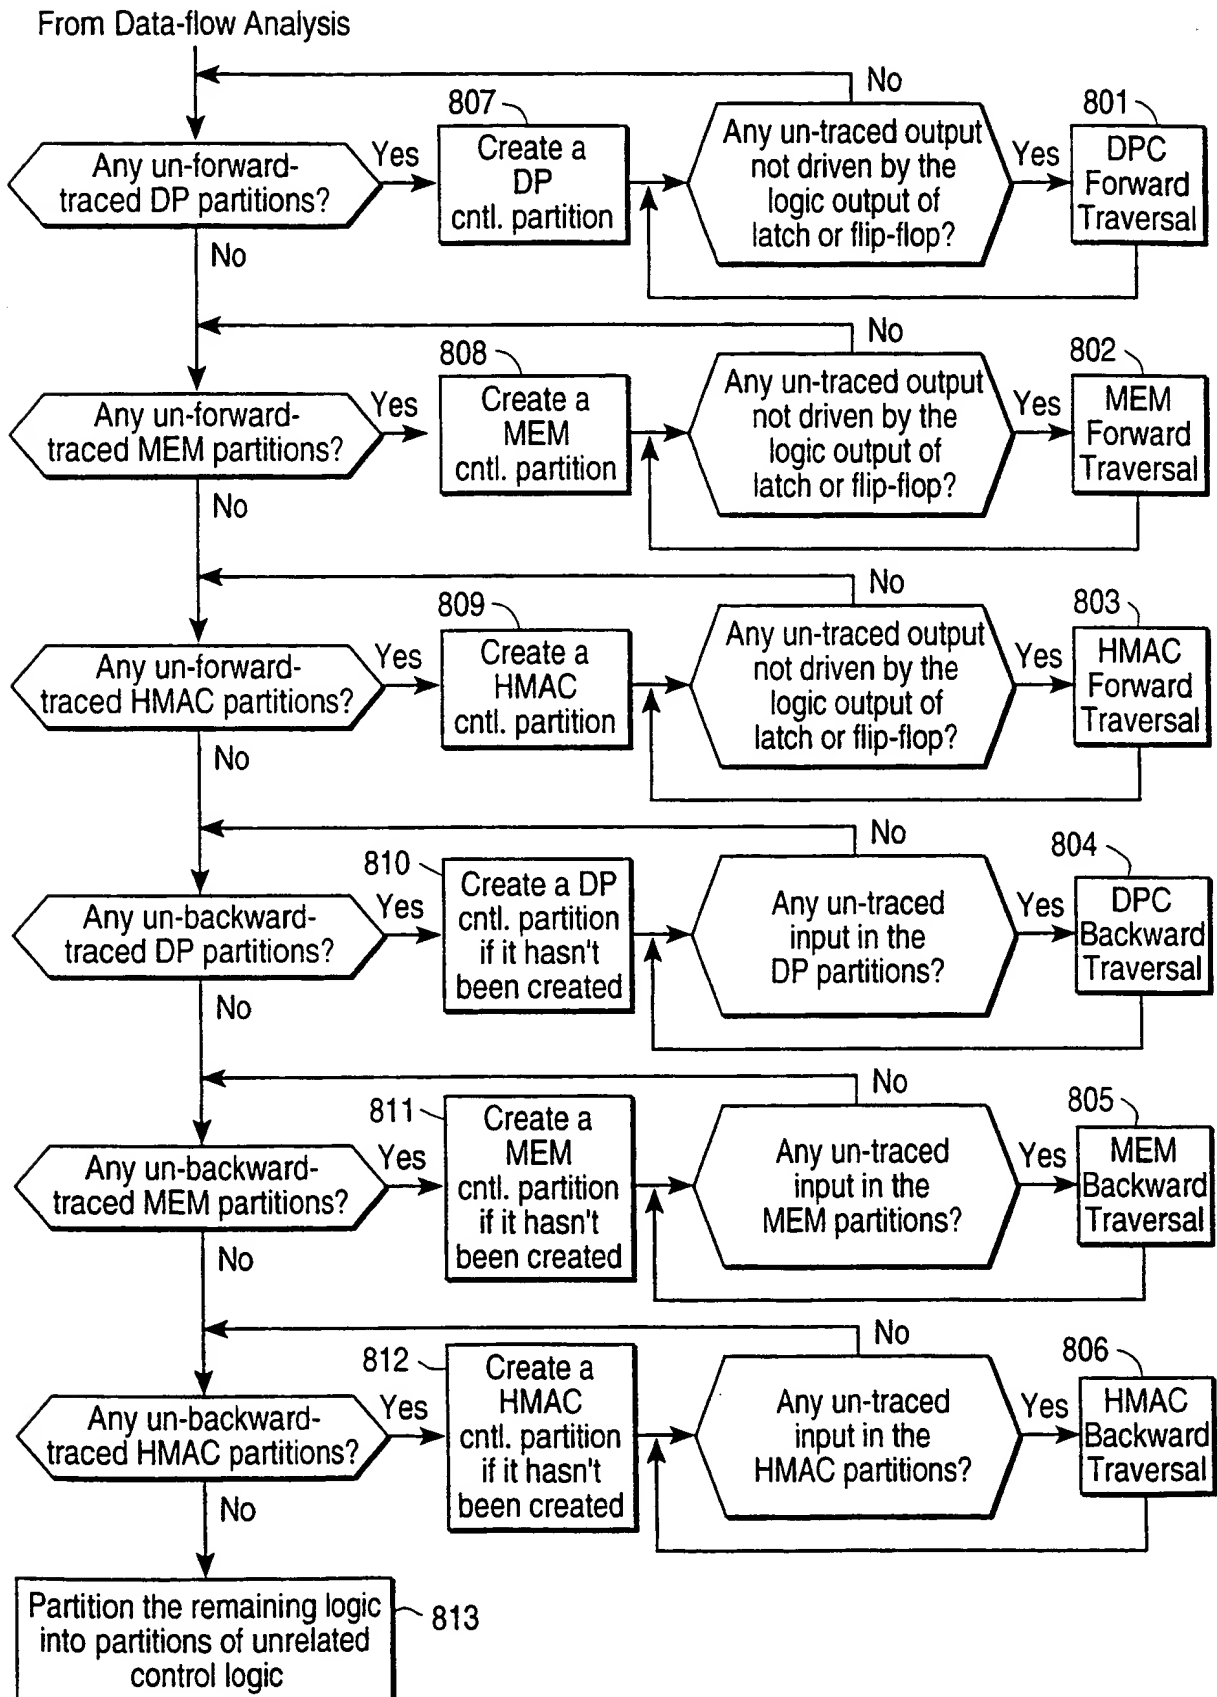 From Data-flow Analysis
No
807
801
Any un-forward-
traced DP partitions?
Yes
Create a
DP
cntl. partition
Any un-traced output
not driven by the
logic output of
latch or flip-flop?
Yes
DPC
Forward
Traversal
No
No
808
802
Any un-forward-
traced MEM partitions?
Yes
Create a
MEM
cntl. partition
Any un-traced output
not driven by the
logic output of
latch or flip-flop?
Yes
MEM
Forward
Traversal
No
No
809
803
Any un-forward-
traced HMAC partitions?
Yes
Create a
HMAC
cntl. partition
Any un-traced output
not driven by the
logic output of
latch or flip-flop?
Yes
HMAC
Forward
Traversal
No
No
810
804
Any un-backward-
traced DP partitions?
Yes
Create a DP
cntl. partition
if it hasn't
been created
Any un-traced
input in the
DP partitions?
Yes
DPC
Backward
Traversal
No
No
811
805
Any un-backward-
traced MEM partitions?
Yes
Create a
MEM
cntl. partition
if it hasn't
been created
Any un-traced
input in the
MEM partitions?
Yes
MEM
Backward
Traversal
No
No
812
806
Any un-backward-
traced HMAC partitions?
Yes
Create a
HMAC
cntl. partition
if it hasn't
been created
Any un-traced
input in the
HMAC partitions?
Yes
HMAC
Backward
Traversal
No
Partition the remaining logic
into partitions of unrelated
control logic
813